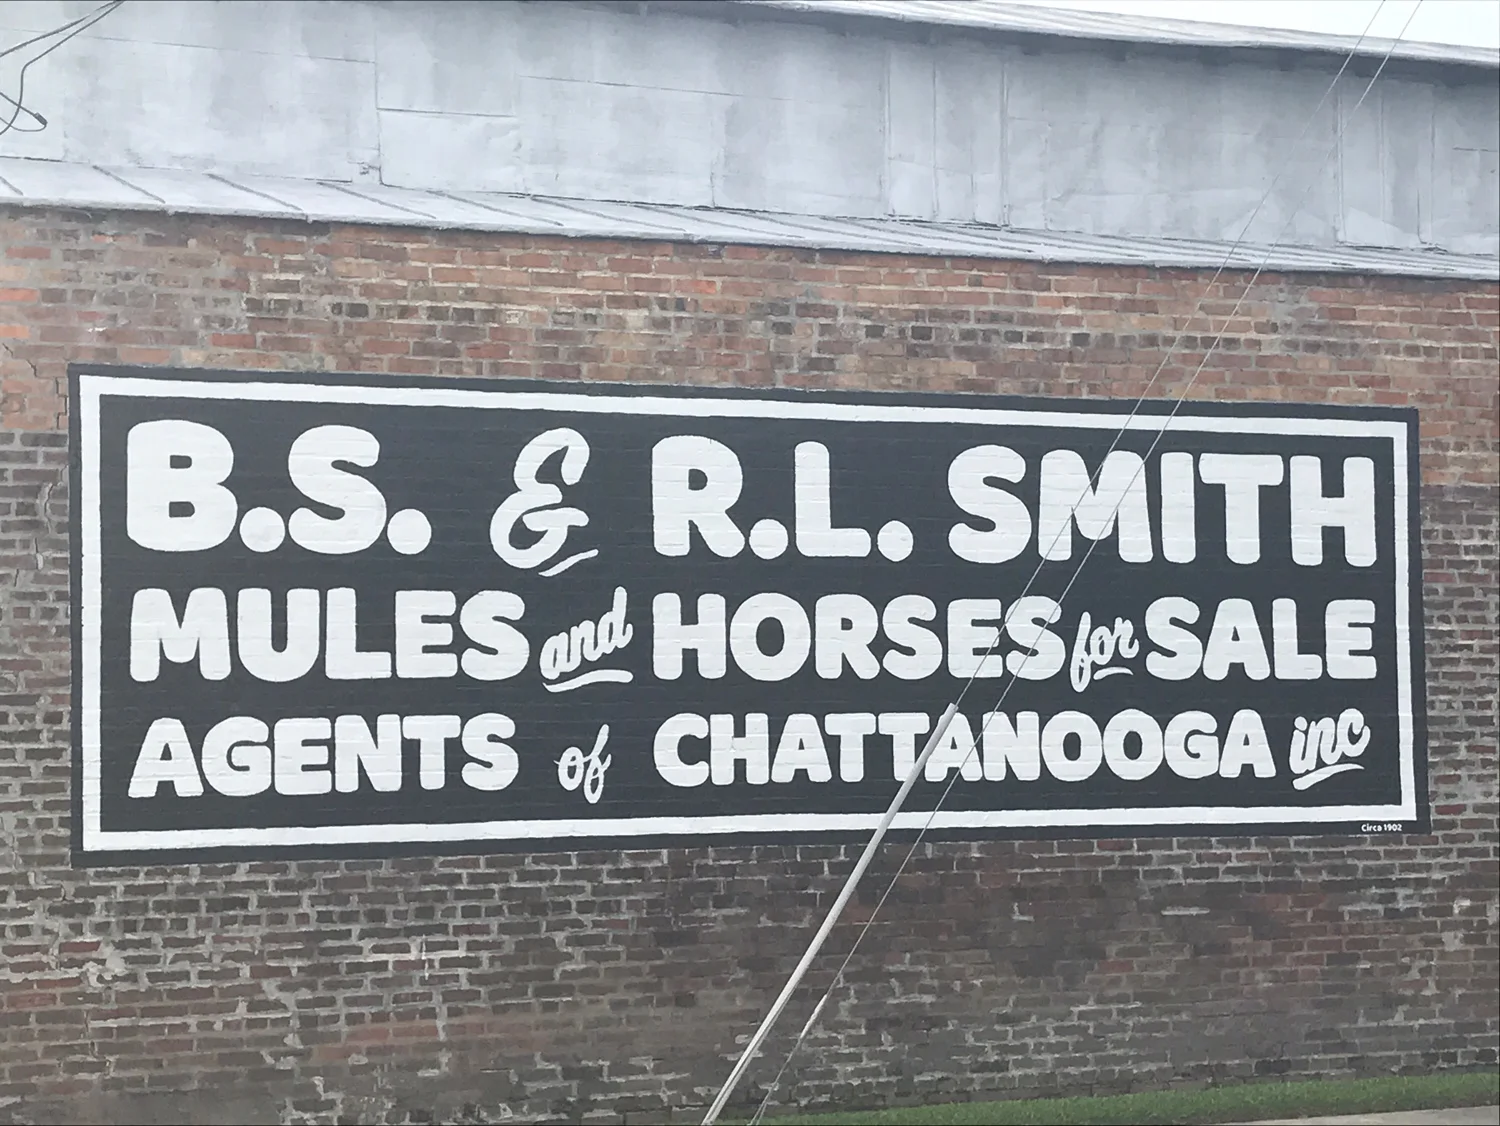 B.S. & R.L. SMITH
MULES and HORSES for SALE
AGENTS of CHATTANOOGA inc
Circa 1902